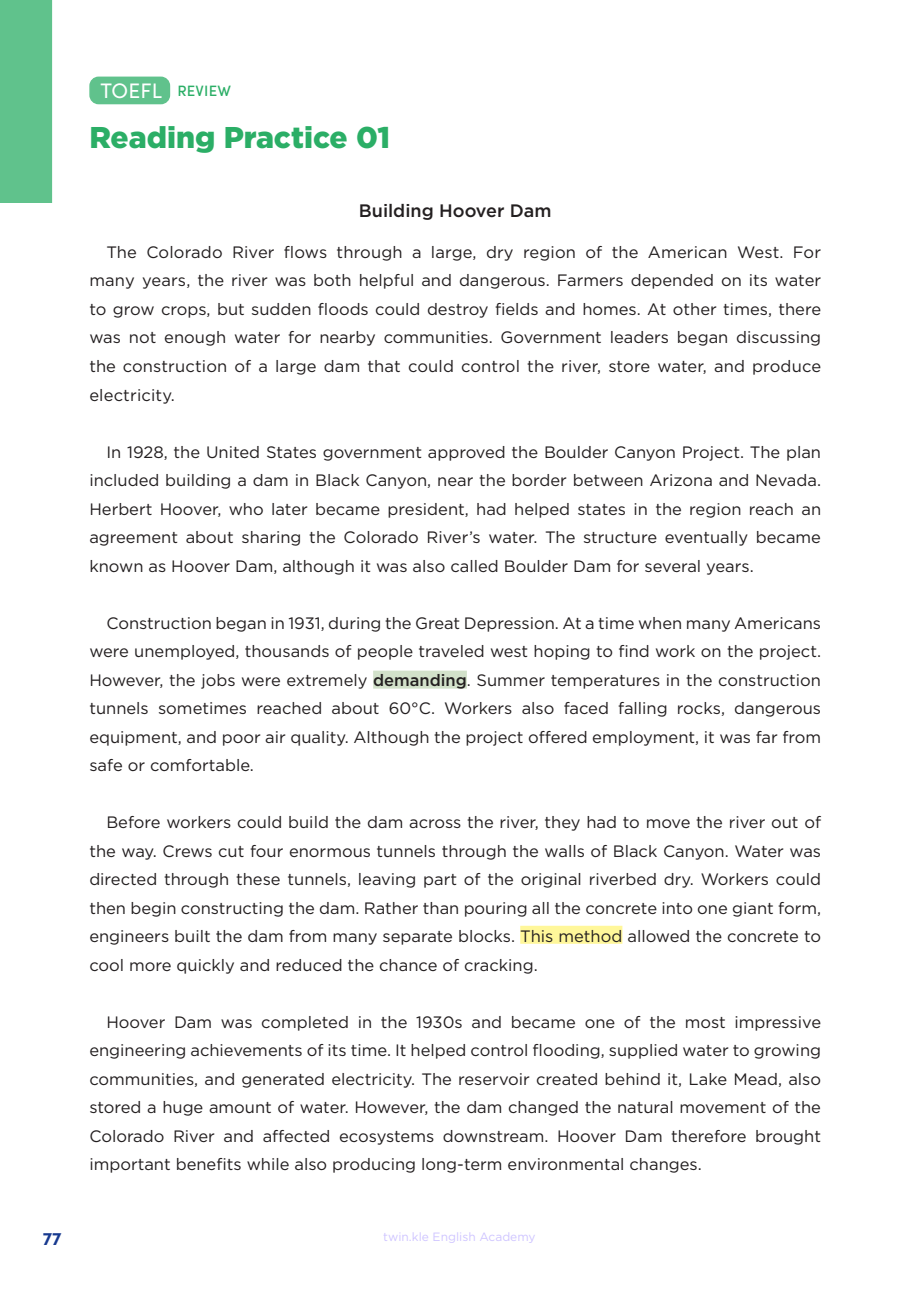 TOEFL REVIEW
Reading Practice 01
Building Hoover Dam
The Colorado River flows through a large, dry region of the American West. For
many years, the river was both helpful and dangerous. Farmers depended on its water
to grow crops, but sudden floods could destroy fields and homes. At other times, there
was not enough water for nearby communities. Government leaders began discussing
the construction of a large dam that could control the river, store water, and produce
electricity.
In 1928, the United States government approved the Boulder Canyon Project. The plan
included building a dam in Black Canyon, near the border between Arizona and Nevada.
Herbert Hoover, who later became president, had helped states in the region reach an
agreement about sharing the Colorado River’s water. The structure eventually became
known as Hoover Dam, although it was also called Boulder Dam for several years.
Construction began in 1931, during the Great Depression. At a time when many Americans
were unemployed, thousands of people traveled west hoping to find work on the project.
However, the jobs were extremely demanding. Summer temperatures in the construction
tunnels sometimes reached about 60°C. Workers also faced falling rocks, dangerous
equipment, and poor air quality. Although the project offered employment, it was far from
safe or comfortable.
Before workers could build the dam across the river, they had to move the river out of
the way. Crews cut four enormous tunnels through the walls of Black Canyon. Water was
directed through these tunnels, leaving part of the original riverbed dry. Workers could
then begin constructing the dam. Rather than pouring all the concrete into one giant form,
engineers built the dam from many separate blocks. This method allowed the concrete to
cool more quickly and reduced the chance of cracking.
Hoover Dam was completed in the 1930s and became one of the most impressive
engineering achievements of its time. It helped control flooding, supplied water to growing
communities, and generated electricity. The reservoir created behind it, Lake Mead, also
stored a huge amount of water. However, the dam changed the natural movement of the
Colorado River and affected ecosystems downstream. Hoover Dam therefore brought
important benefits while also producing long-term environmental changes.
77
twin.kle English Academy